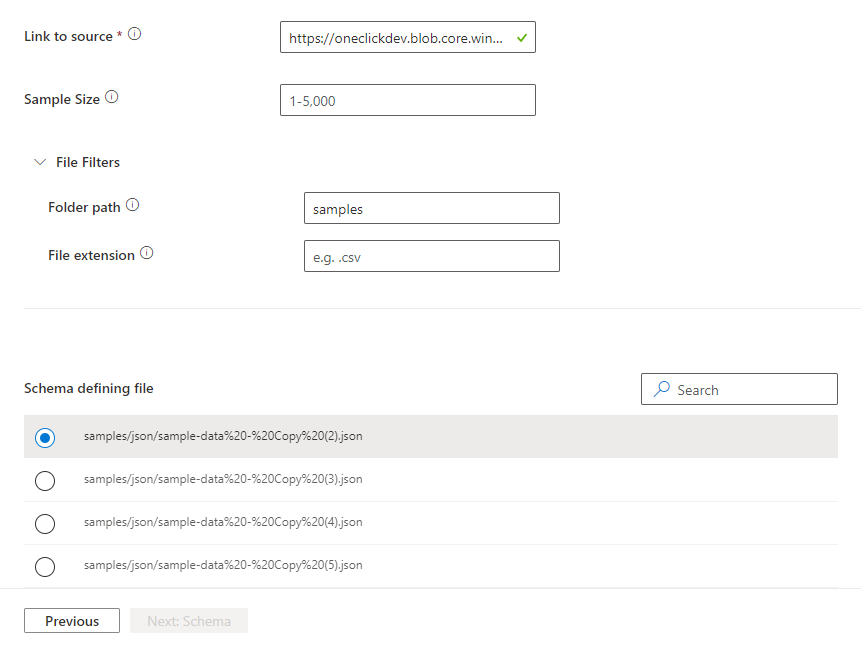 Link to source *
https://oneclickdev.blob.core.win...
Sample Size
1-5,000
File Filters
Folder path
samples
File extension
e.g. .csv
Schema defining file
Search
samples/json/sample-data%20-%20Copy%20(2).json
samples/json/sample-data%20-%20Copy%20(3).json
samples/json/sample-data%20-%20Copy%20(4).json
samples/json/sample-data%20-%20Copy%20(5).json
Previous
Next: Schema